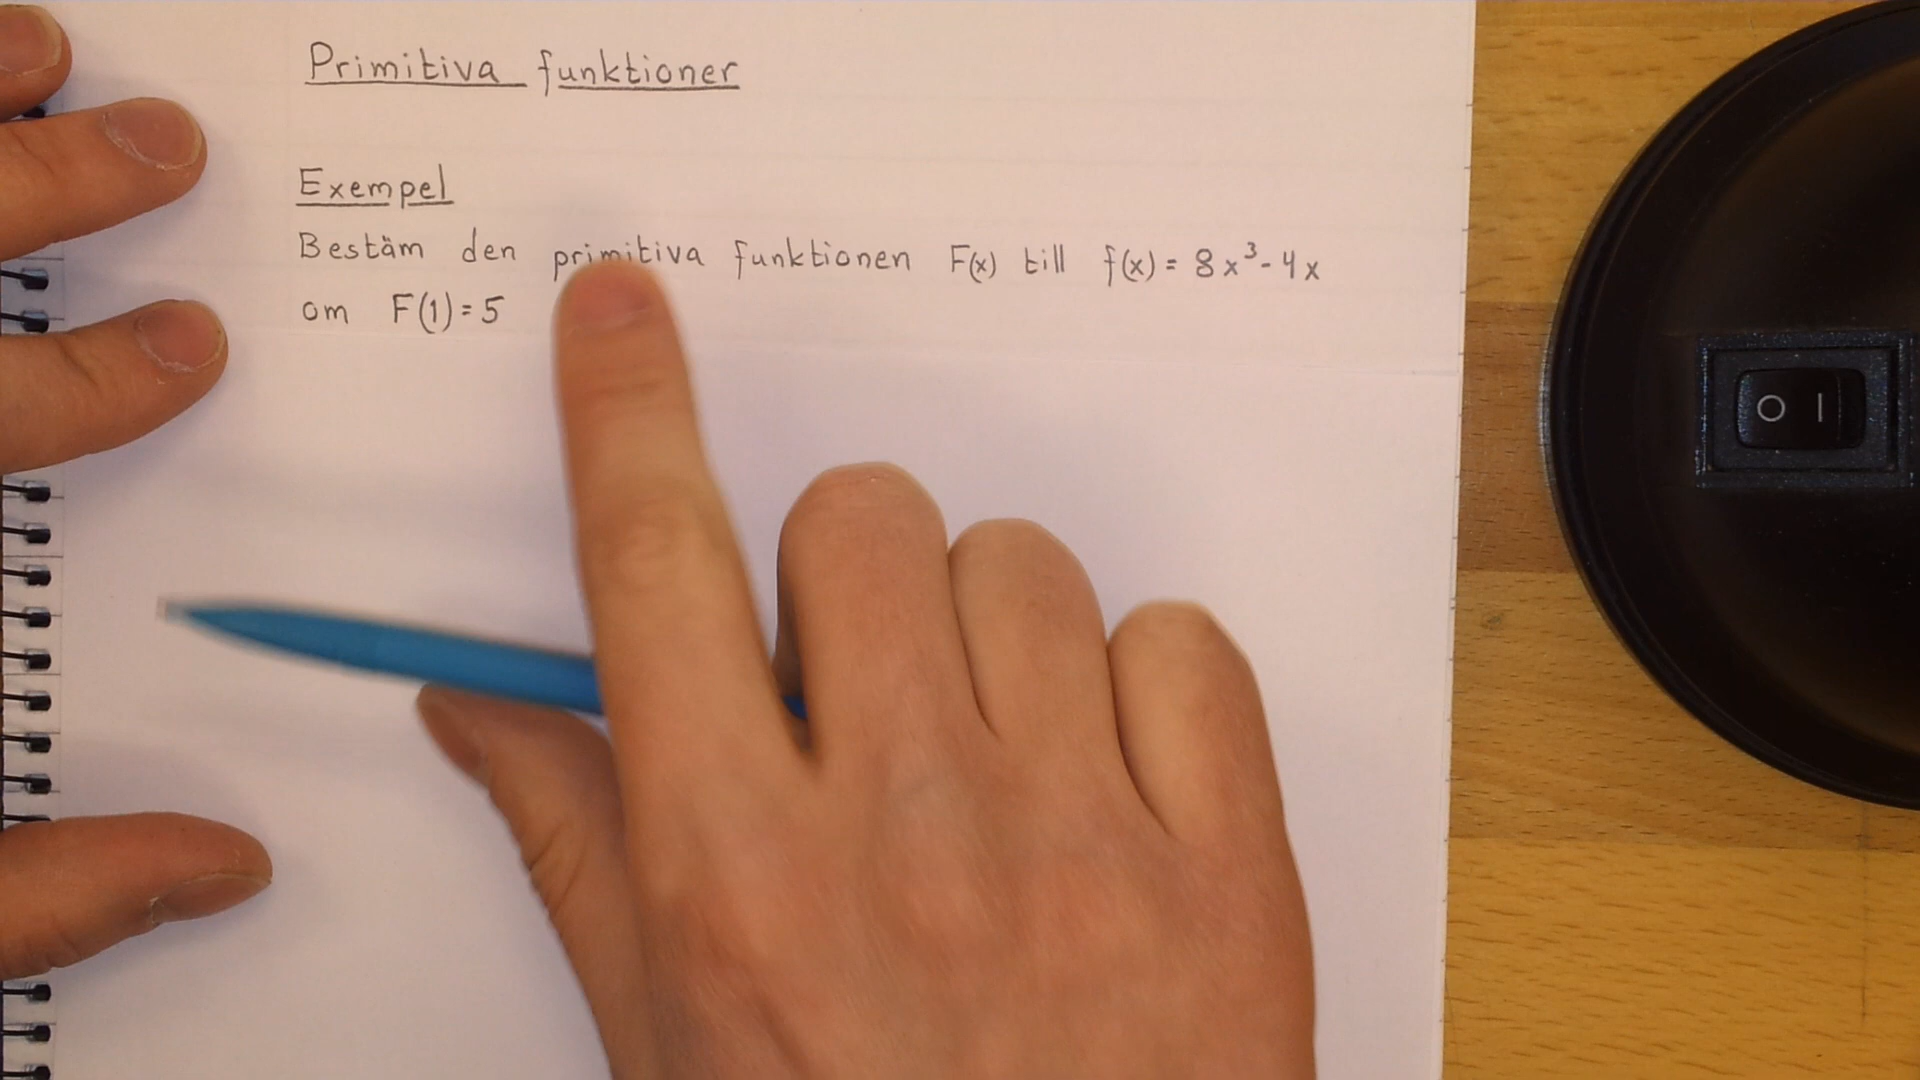 Primitiva funktioner
Exempel
Bestäm den primitiva funktionen F(x) till f(x) = 8x³-4x
om F(1)=5
O I